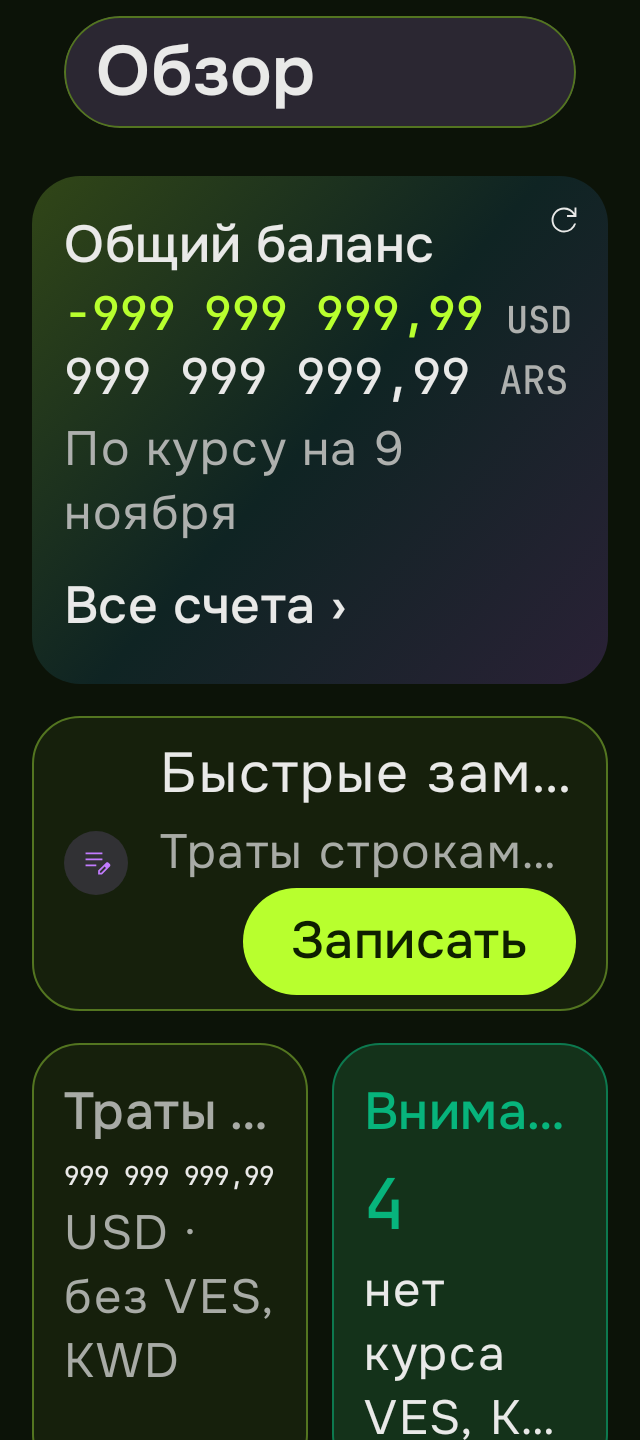 Обзор
Общий баланс
-999 999 999,99 USD
999 999 999,99 ARS
По курсу на 9
ноября
Все счета ›
Быстрые зам…
Траты строкам…
Записать
Траты …
999 999 999,99
USD ·
без VES,
KWD
Внима…
4
нет
курса
VES, K…